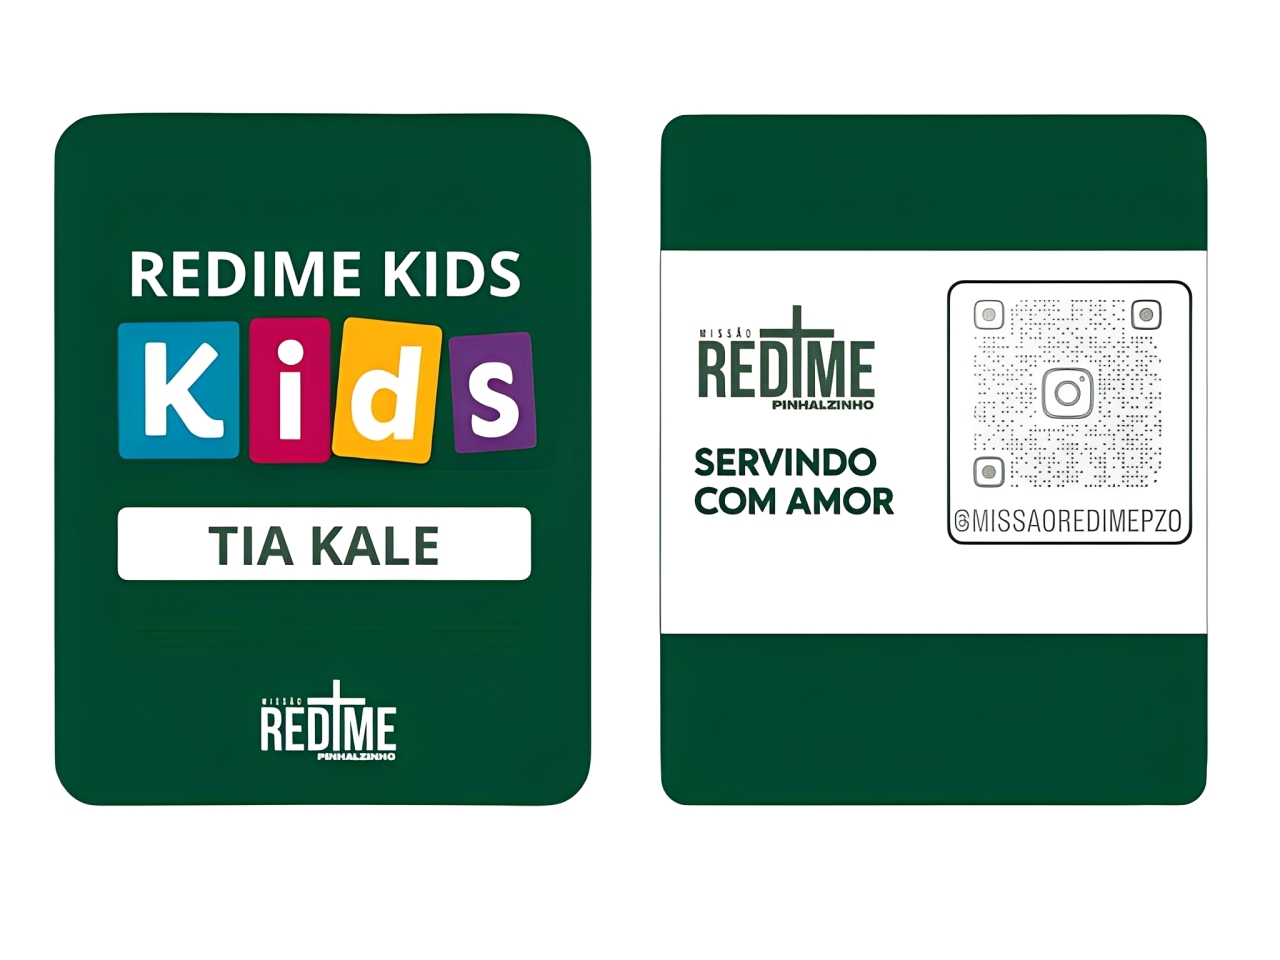 REDIME KIDS
Kids
TIA KALE
MISSÃO
REDIME
PINHALZINHO
MISSÃO
REDIME
PINHALZINHO
SERVINDO
COM AMOR
@MISSAOREDIMEPZO